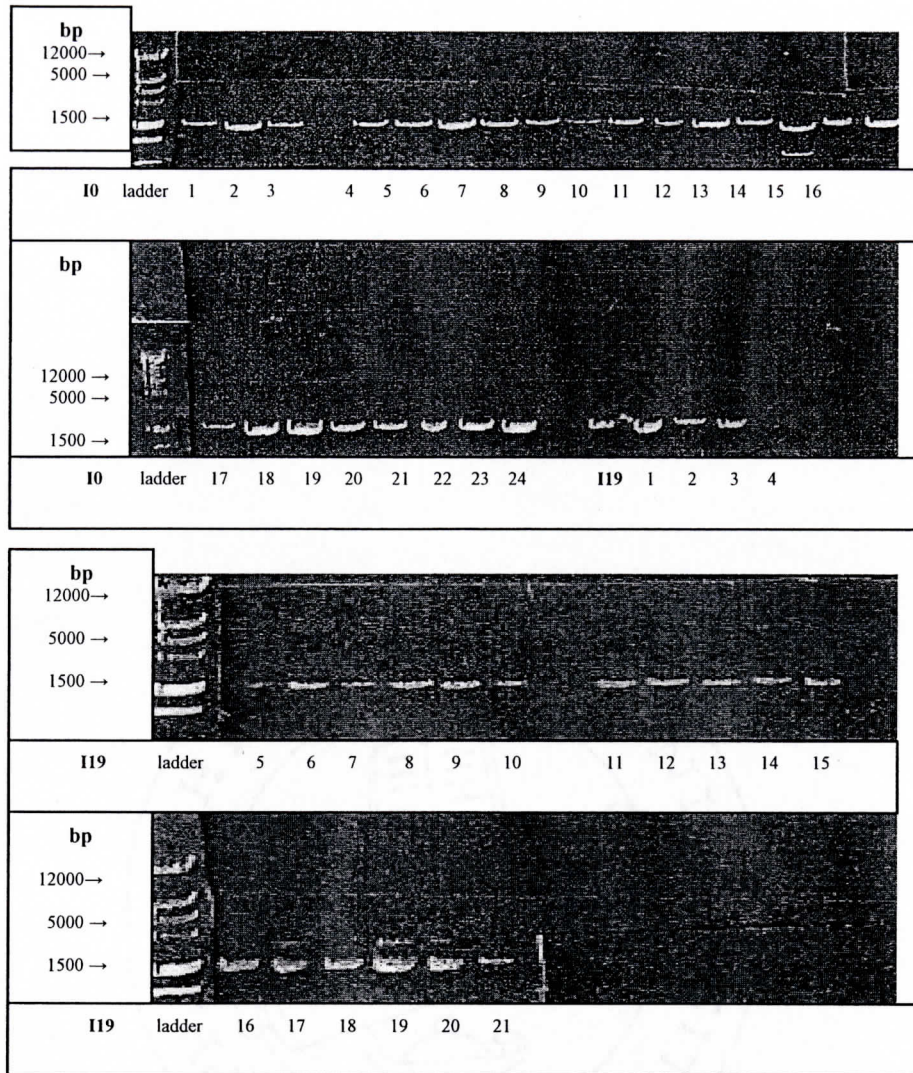 bp
12000→
5000 →
1500 →
I0 ladder 1 2 3 4 5 6 7 8 9 10 11 12 13 14 15 16
bp
12000 →
5000 →
1500 →
I0 ladder 17 18 19 20 21 22 23 24 I19 1 2 3 4
bp
12000→
5000 →
1500 →
I19 ladder 5 6 7 8 9 10 11 12 13 14 15
bp
12000→
5000 →
1500 →
I19 ladder 16 17 18 19 20 21